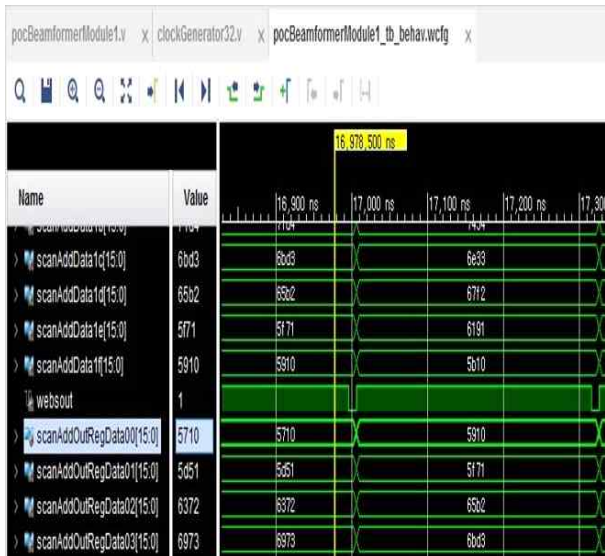 pocBeamformerModule1.v x clockGenerator32.v x pocBeamformerModule1_tb_behav.wcfg x
16,978,500 ns
Name Value 16,900 ns 17,000 ns 17,100 ns 17,200 ns 17,300
scanAddData1c[15:0] 6bd3 6bd3 6e33
scanAddData1d[15:0] 65b2 65b2 67f2
scanAddData1e[15:0] 5f71 5f71 6191
scanAddData1f[15:0] 5910 5910 5b10
websout 1
scanAddOutRegData00[15:0] 5710 5710 5910
scanAddOutRegData01[15:0] 5d51 5d51 5f71
scanAddOutRegData02[15:0] 6372 6372 65b2
scanAddOutRegData03[15:0] 6973 6973 6bd3